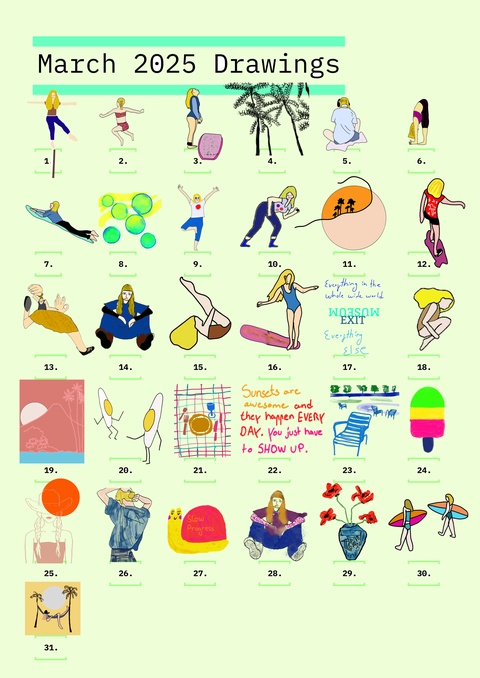 March 2025 Drawings
1
2.
3.
4.
5.
6.
7.
8.
9.
10.
11.
12.
Everything in the
whole wide world
MUSEUM
EXIT
Everything
else
13.
14.
15.
16.
17.
18.
Sunsets are
awesome and
they happen EVERY
DAY. You just have
to SHOW UP.
19.
20.
21.
22.
23.
24.
Slow
Progress
25.
26.
27.
28.
29.
30.
31.